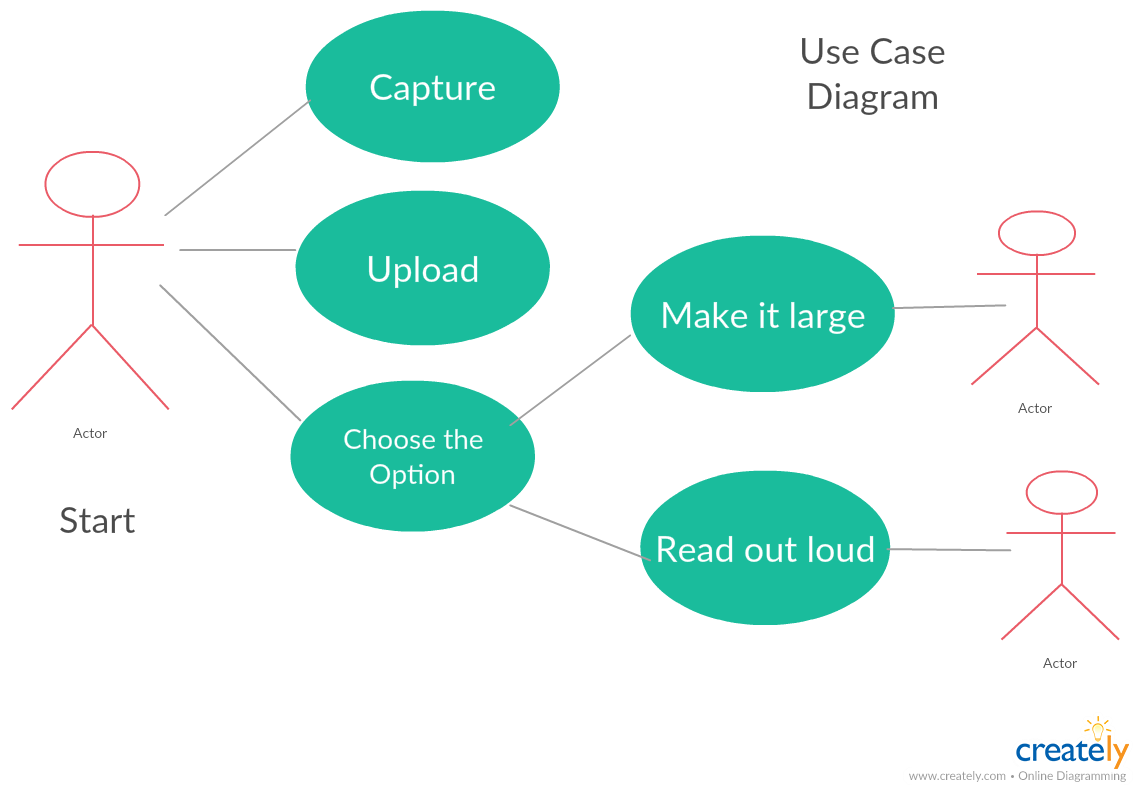 Use Case
Diagram
Capture
Upload
Make it large
Choose the
Option
Read out loud
Actor
Actor
Actor
Start
creately
www.creately.com • Online Diagramming